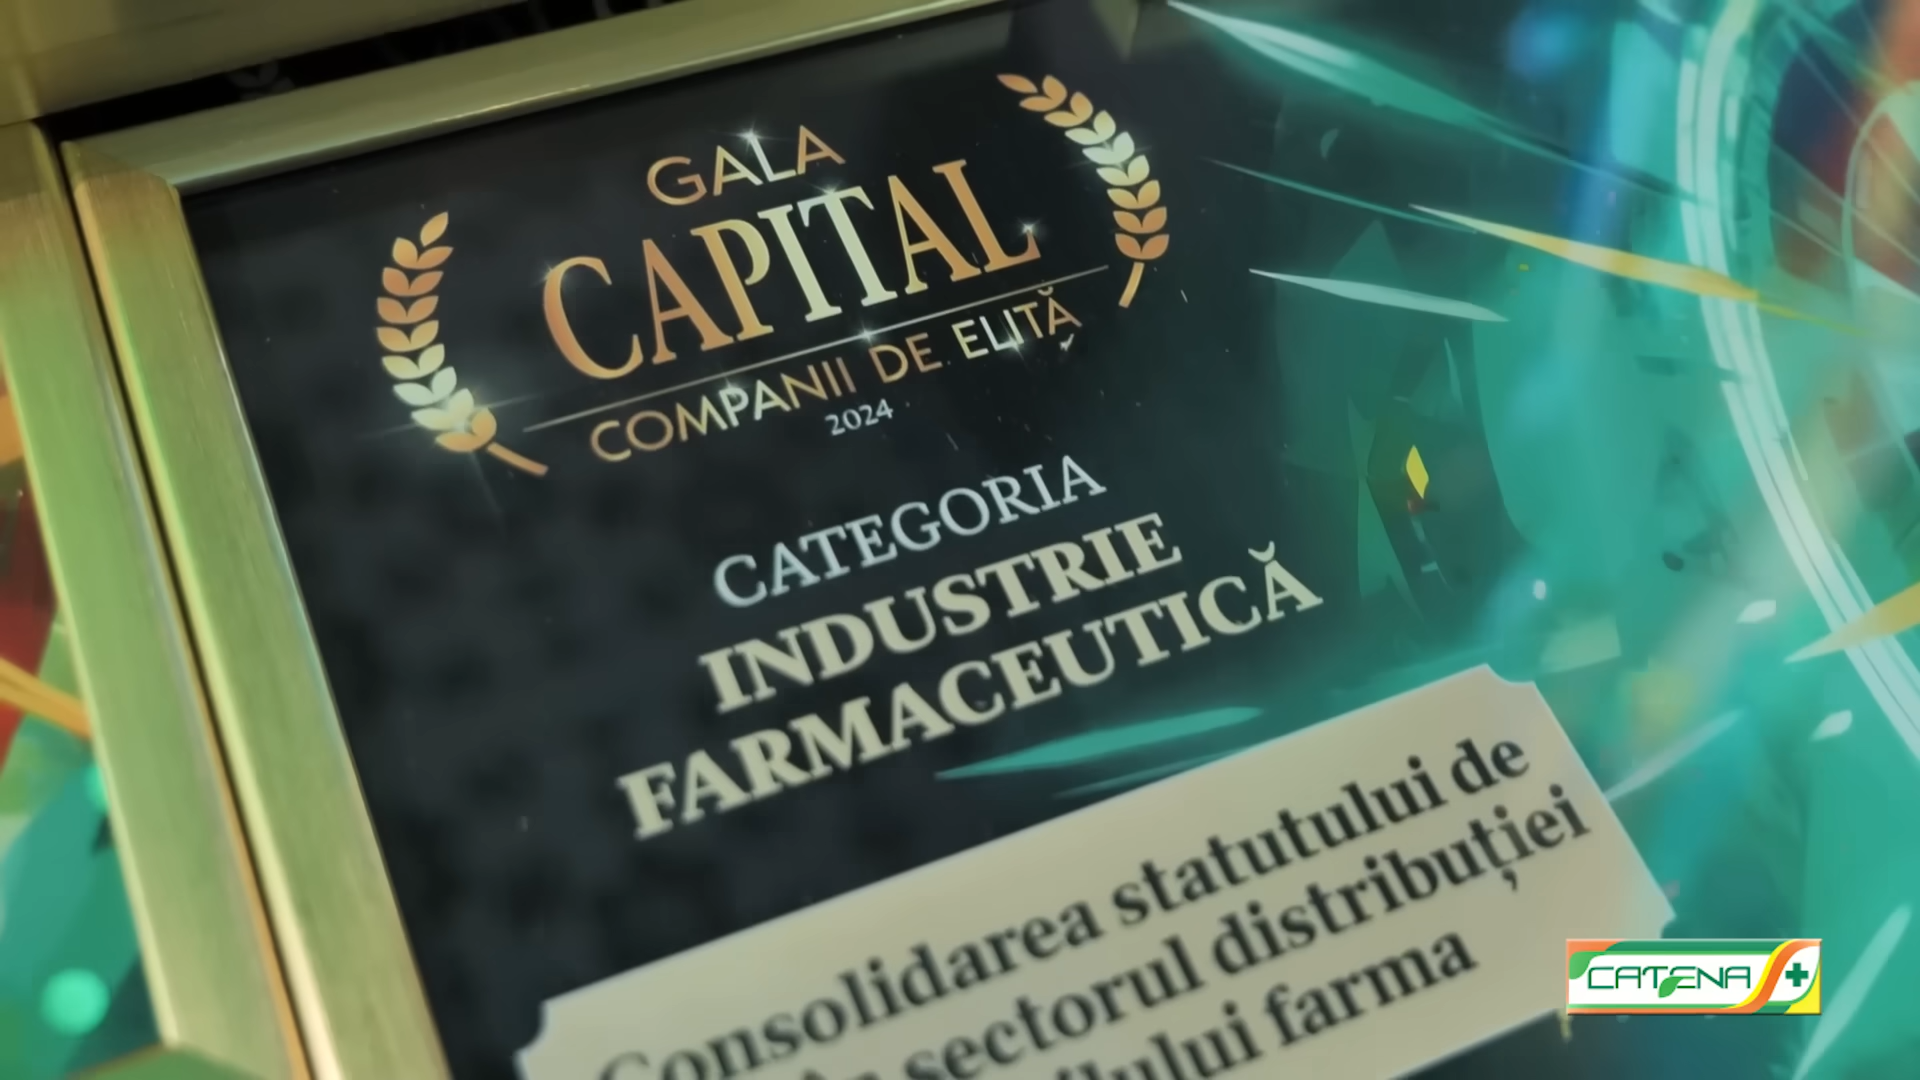 GALA
CAPITAL
COMPANII DE ELITĂ
2024
CATEGORIA
INDUSTRIE
FARMACEUTICĂ
Consolidarea statutului de
sectorul distribuției
farma
CATENA